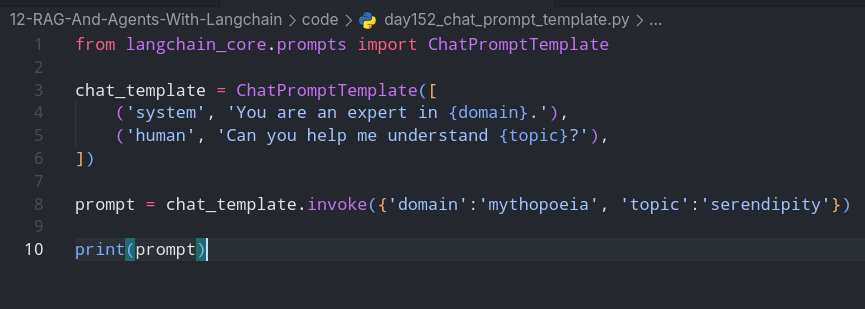 12-RAG-And-Agents-With-Langchain > code > day152_chat_prompt_template.py > ...
1 from langchain_core.prompts import ChatPromptTemplate
2
3 chat_template = ChatPromptTemplate([
4     ('system', 'You are an expert in {domain}.'),
5     ('human', 'Can you help me understand {topic}?'),
6 ])
7
8 prompt = chat_template.invoke({'domain':'mythopoeia', 'topic':'serendipity'})
9
10 print(prompt)